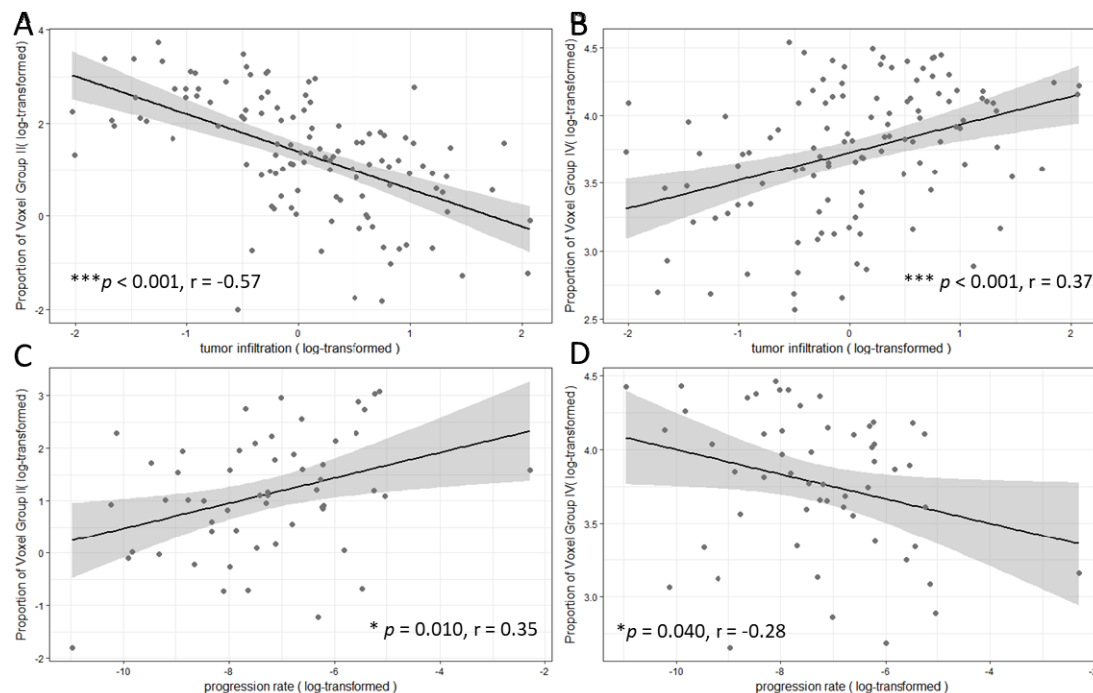 A
Proportion of Voxel Group II( log-transformed)
4
2
0
-2
***p < 0.001, r = -0.57
-2
-1
0
1
2
tumor infiltration ( log-transformed )
B
Proportion of Voxel Group IV( log-transformed)
4.5
4.0
3.5
3.0
2.5
*** p < 0.001, r = 0.37
-2
-1
0
1
2
tumor infiltration ( log-transformed )
C
Proportion of Voxel Group II( log-transformed)
3
2
1
0
-1
-2
* p = 0.010, r = 0.35
-10
-8
-6
-4
-2
progression rate ( log-transformed )
D
Proportion of Voxel Group IV( log-transformed)
4.5
4.0
3.5
3.0
*p = 0.040, r = -0.28
-10
-8
-6
-4
-2
progression rate ( log-transformed )